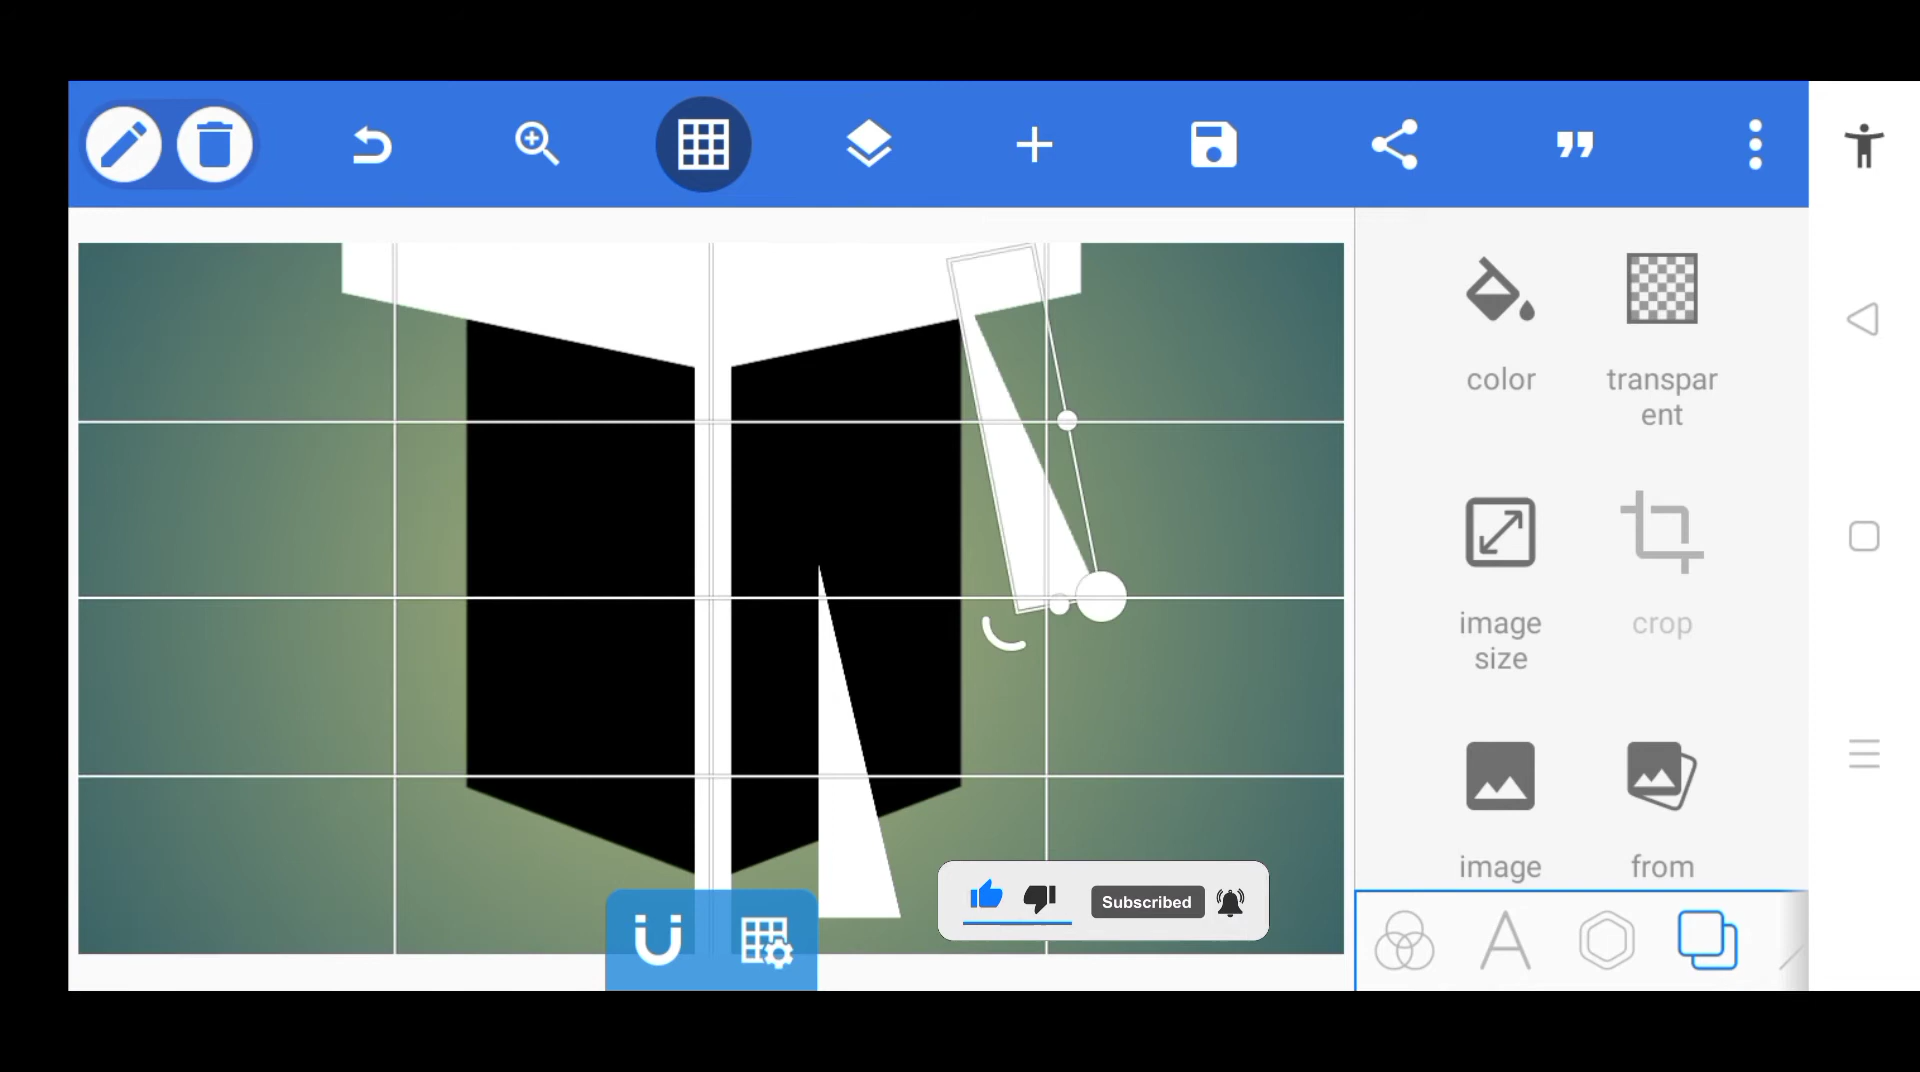 color
transpar
ent
image
size
crop
image
from
Subscribed